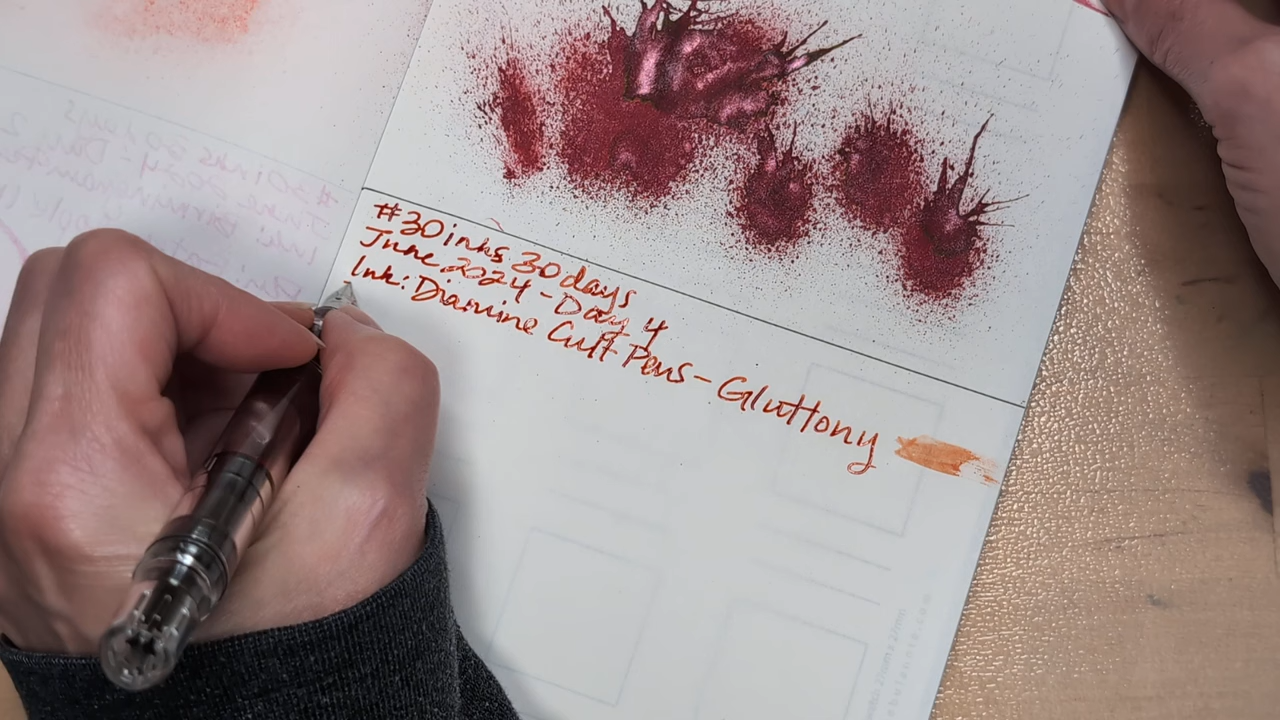 #30inks30days
June 2024 - Day 4
Ink: Diamine Cult Pens - Gluttony